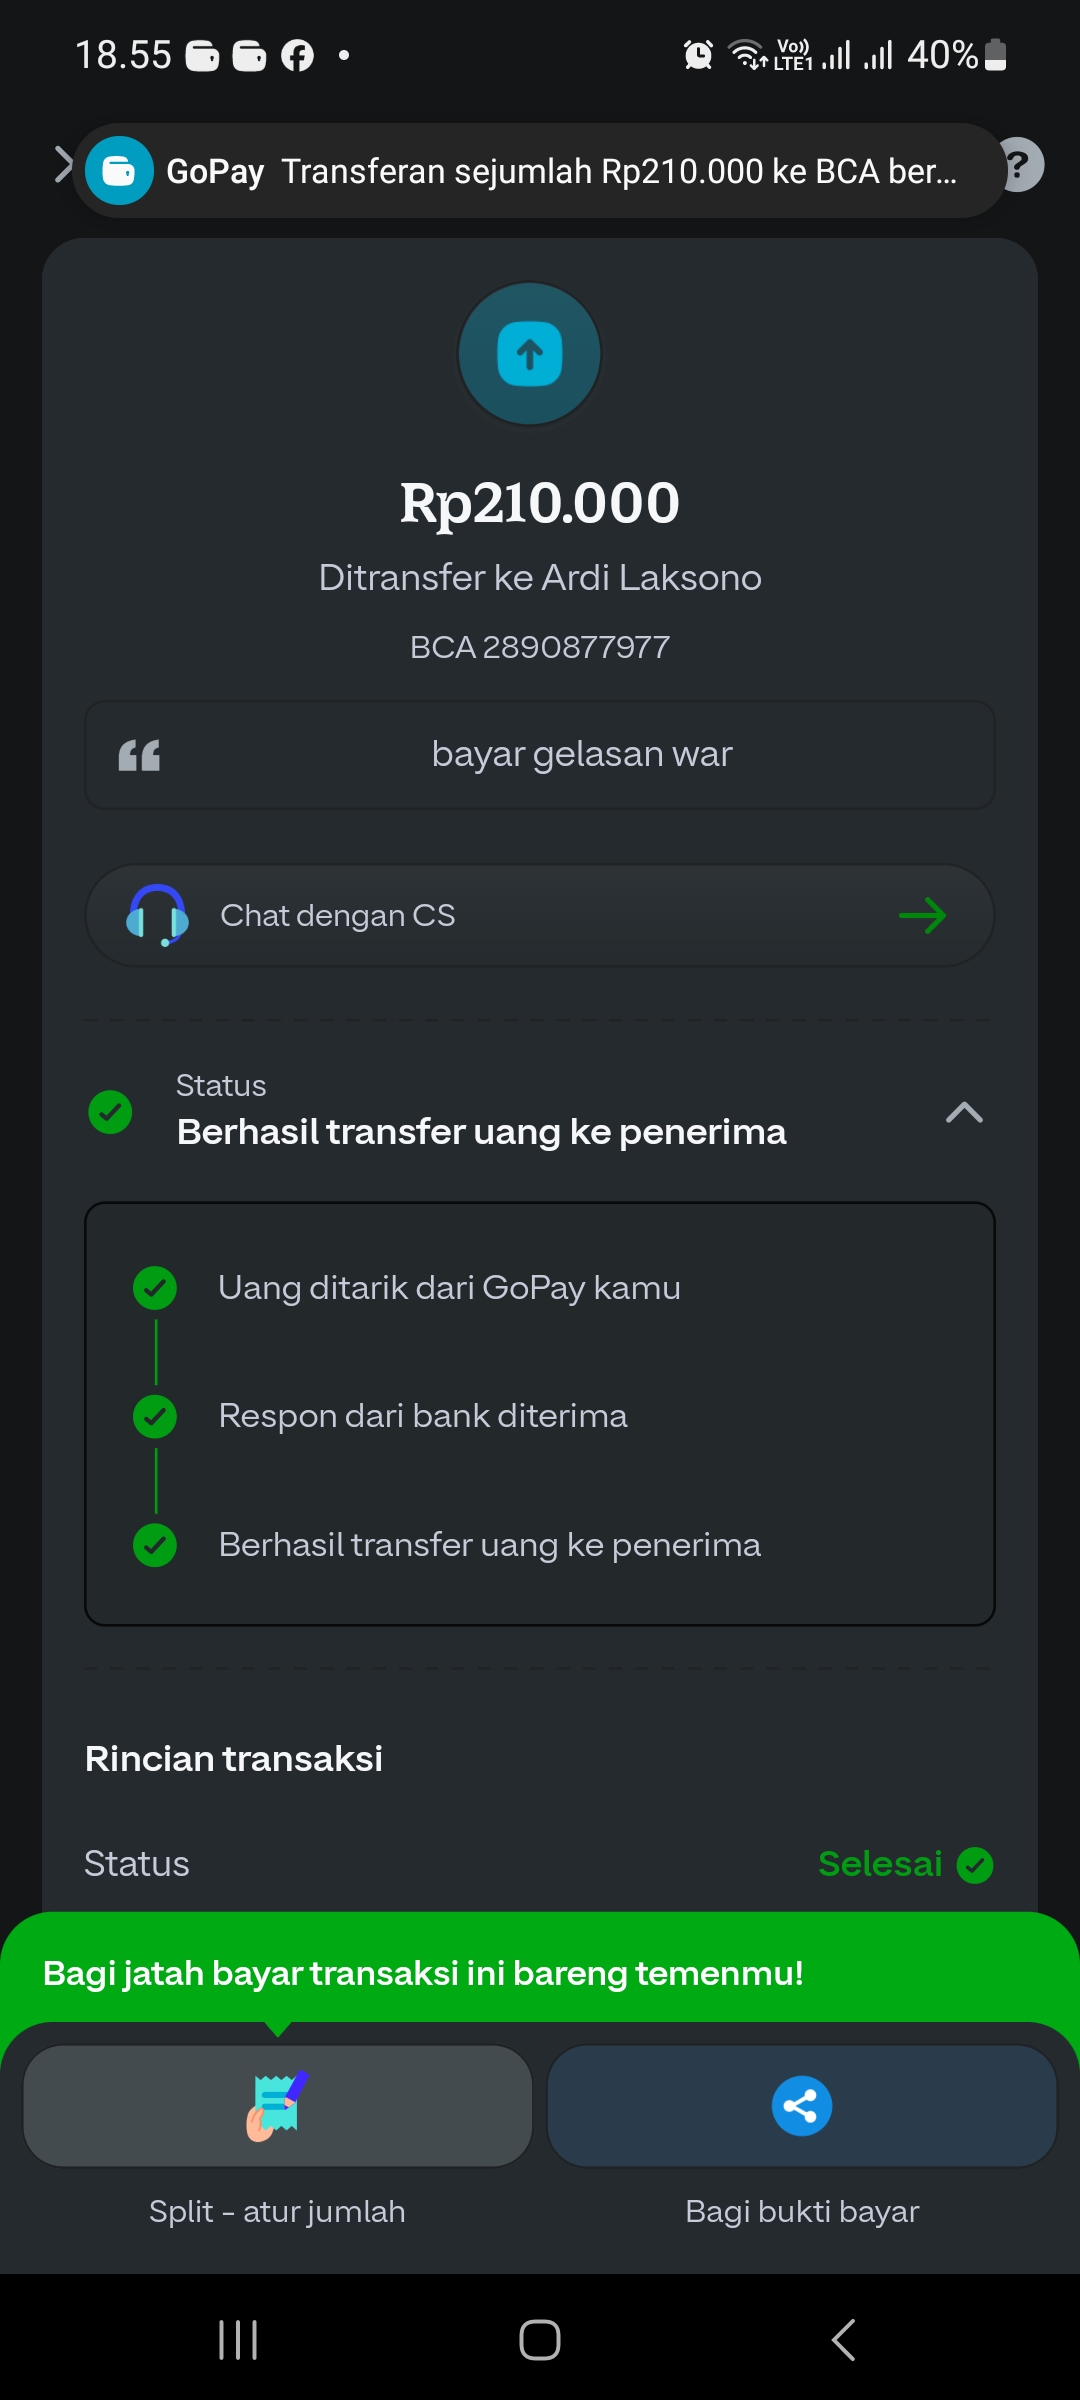 18.55
Vo)) LTE1 40%
GoPay Transferan sejumlah Rp210.000 ke BCA ber...
?
Rp210.000
Ditransfer ke Ardi Laksono
BCA 2890877977
bayar gelasan war
Chat dengan CS
Status
Berhasil transfer uang ke penerima
Uang ditarik dari GoPay kamu
Respon dari bank diterima
Berhasil transfer uang ke penerima
Rincian transaksi
Status Selesai
Bagi jatah bayar transaksi ini bareng temenmu!
Split - atur jumlah
Bagi bukti bayar